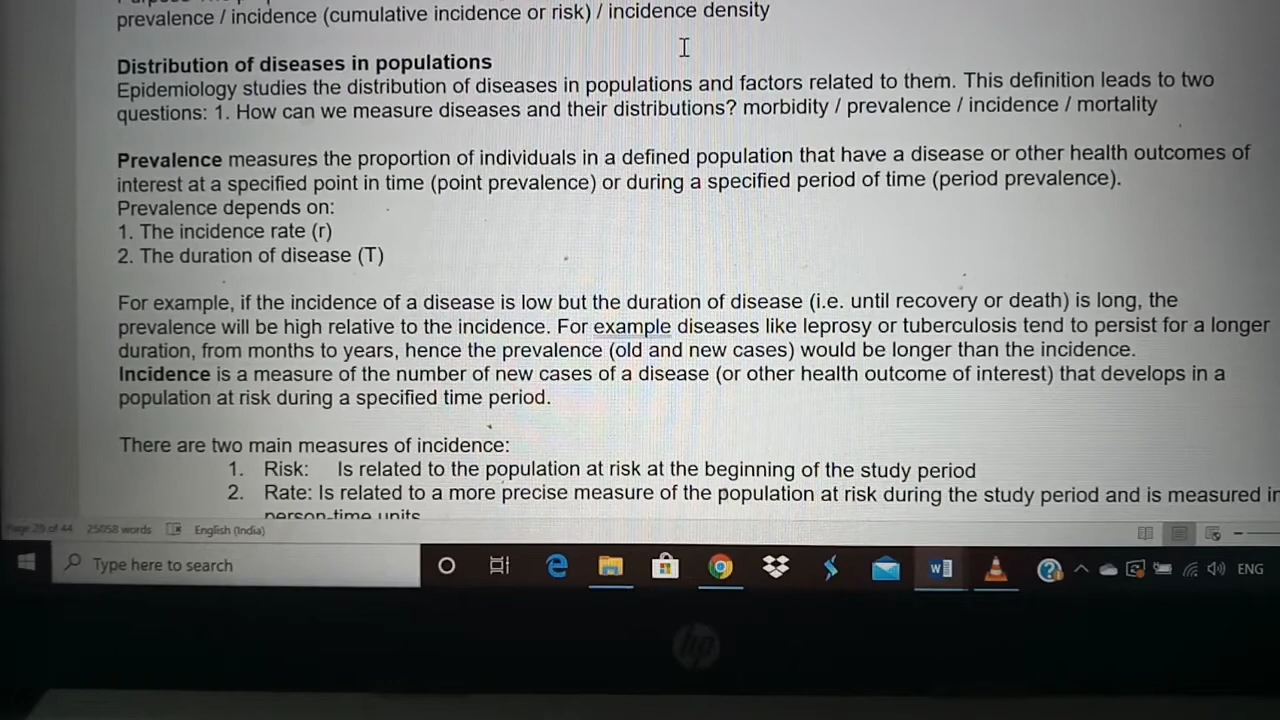 prevalence / incidence (cumulative incidence or risk) / incidence density
Distribution of diseases in populations
Epidemiology studies the distribution of diseases in populations and factors related to them. This definition leads to two
questions: 1. How can we measure diseases and their distributions? morbidity / prevalence / incidence / mortality
Prevalence measures the proportion of individuals in a defined population that have a disease or other health outcomes of
interest at a specified point in time (point prevalence) or during a specified period of time (period prevalence).
Prevalence depends on:
1. The incidence rate (r)
2. The duration of disease (T)
For example, if the incidence of a disease is low but the duration of disease (i.e. until recovery or death) is long, the
prevalence will be high relative to the incidence. For example diseases like leprosy or tuberculosis tend to persist for a longer
duration, from months to years, hence the prevalence (old and new cases) would be longer than the incidence.
Incidence is a measure of the number of new cases of a disease (or other health outcome of interest) that develops in a
population at risk during a specified time period.
There are two main measures of incidence:
1. Risk: Is related to the population at risk at the beginning of the study period
2. Rate: Is related to a more precise measure of the population at risk during the study period and is measured in
person-time units
Page 20 of 44 25058 words English (India)
Type here to search
ENG
hp